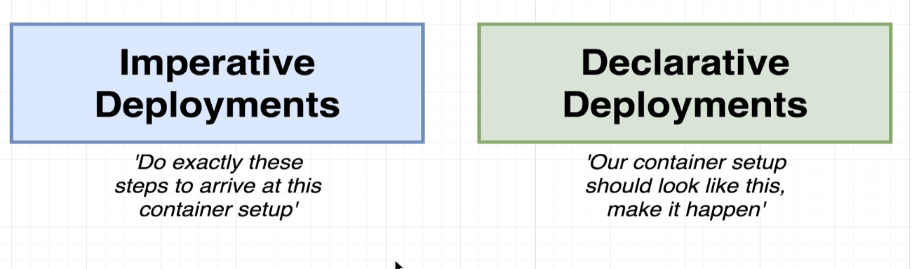 Imperative
Deployments
'Do exactly these
steps to arrive at this
container setup'
Declarative
Deployments
'Our container setup
should look like this,
make it happen'